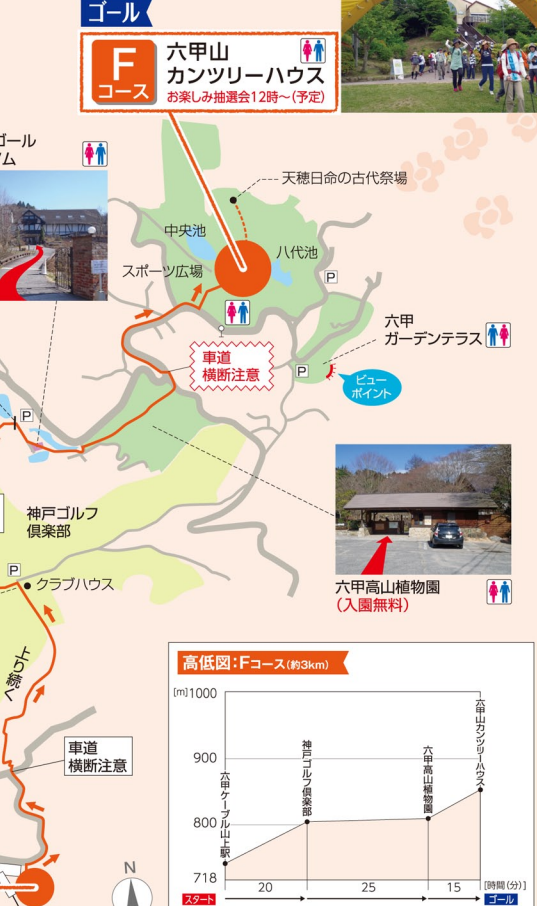 ゴール
F
コース
六甲山
カンツリーハウス
お楽しみ抽選会12時~(予定)
ゴール
天穂日命の古代祭場
中央池
八代池
スポーツ広場
P
六甲
ガーデンテラス
車道
横断注意
P
ビュー
ポイント
P
神戸ゴルフ
倶楽部
P
クラブハウス
六甲高山植物園
(入園無料)
上り続く
車道
横断注意
N
高低図:Fコース(約3km)
[m]1000
900
800
718
六甲ケーブル山上駅
神戸ゴルフ倶楽部
六甲高山植物園
六甲山カンツリーハウス
20
25
15
[時間(分)]
スタート
ゴール